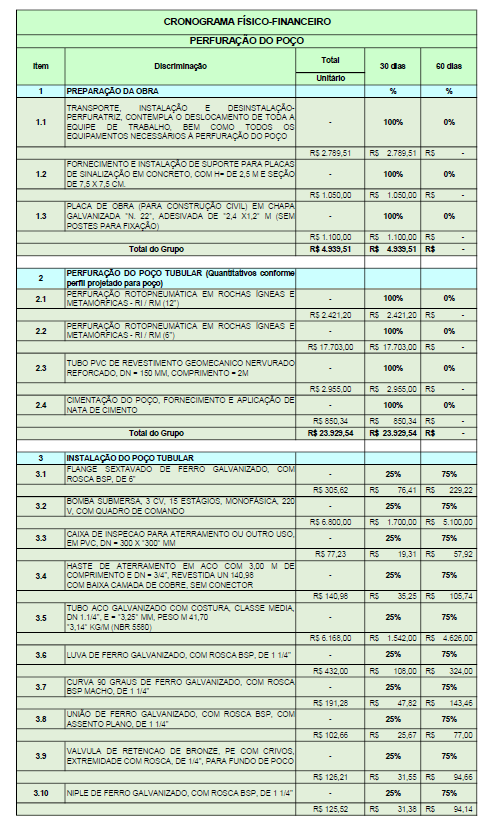 CRONOGRAMA FÍSICO-FINANCEIRO
PERFURAÇÃO DO POÇO
Item Discriminação Total 30 dias 60 dias
Unitário
1 PREPARAÇÃO DA OBRA % %
TRANSPORTE, INSTALAÇÃO E DESINSTALAÇÃO-
1.1 PERFURATRIZ, CONTEMPLA O DESLOCAMENTO DE TODA A - 100% 0%
EQUIPE DE TRABALHO, BEM COMO TODOS OS
EQUIPAMENTOS NECESSÁRIOS À PERFURAÇÃO DO POÇO
R$ 2.789,51 R$ 2.789,51 R$ -
FORNECIMENTO E INSTALAÇÃO DE SUPORTE PARA PLACAS
1.2 DE SINALIZAÇÃO EM CONCRETO, COM H= DE 2,5 M E SEÇÃO - 100% 0%
DE 7,5 X 7,5 CM.
R$ 1.050,00 R$ 1.050,00 R$ -
1.3 PLACA DE OBRA (PARA CONSTRUÇÃO CIVIL) EM CHAPA - 100% 0%
GALVANIZADA "N. 22", ADESIVADA DE "2,4 X1,2" M (SEM
POSTES PARA FIXAÇÃO)
R$ 1.100,00 R$ 1.100,00 R$ -
Total do Grupo R$ 4.939,51 R$ 4.939,51 R$ -
2 PERFURAÇÃO DO POÇO TUBULAR (Quantitativos conforme
perfil projetado para poço)
2.1 PERFURAÇÃO ROTOPNEUMÁTICA EM ROCHAS ÍGNEAS E - 100% 0%
METAMÓRFICAS - RI / RM (12")
R$ 2.421,20 R$ 2.421,20 R$ -
2.2 PERFURAÇÃO ROTOPNEUMÁTICA EM ROCHAS ÍGNEAS E - 100% 0%
METAMÓRFICAS - RI / RM (6")
R$ 17.703,00 R$ 17.703,00 R$ -
2.3 TUBO PVC DE REVESTIMENTO GEOMECANICO NERVURADO - 100% 0%
REFORCADO, DN = 150 MM, COMPRIMENTO = 2M
R$ 2.955,00 R$ 2.955,00 R$ -
2.4 CIMENTAÇÃO DO POÇO, FORNECIMENTO E APLICAÇÃO DE - 100% 0%
NATA DE CIMENTO
R$ 850,34 R$ 850,34 R$ -
Total do Grupo R$ 23.929,54 R$ 23.929,54 R$ -
3 INSTALAÇÃO DO POÇO TUBULAR
3.1 FLANGE SEXTAVADO DE FERRO GALVANIZADO, COM - 25% 75%
ROSCA BSP, DE 6"
R$ 305,62 R$ 76,41 R$ 229,22
3.2 BOMBA SUBMERSA, 3 CV, 15 ESTÁGIOS, MONOFÁSICA, 220 - 25% 75%
V, COM QUADRO DE COMANDO
R$ 6.800,00 R$ 1.700,00 R$ 5.100,00
3.3 CAIXA DE INSPECAO PARA ATERRAMENTO OU OUTRO USO, - 25% 75%
EM PVC, DN = 300 X *300* MM
R$ 77,23 R$ 19,31 R$ 57,92
HASTE DE ATERRAMENTO EM ACO COM 3,00 M DE
3.4 COMPRIMENTO E DN = 3/4", REVESTIDA UN 140,98 - 25% 75%
COM BAIXA CAMADA DE COBRE, SEM CONECTOR
R$ 140,98 R$ 35,25 R$ 105,74
TUBO ACO GALVANIZADO COM COSTURA, CLASSE MEDIA,
3.5 DN 1.1/4", E = *3,25* MM, PESO M 41,70 - 25% 75%
*3,14* KG/M (NBR 5580)
R$ 6.168,00 R$ 1.542,00 R$ 4.626,00
3.6 LUVA DE FERRO GALVANIZADO, COM ROSCA BSP, DE 1 1/4" - 25% 75%
R$ 432,00 R$ 108,00 R$ 324,00
3.7 CURVA 90 GRAUS DE FERRO GALVANIZADO, COM ROSCA - 25% 75%
BSP MACHO, DE 1 1/4"
R$ 191,28 R$ 47,82 R$ 143,46
3.8 UNIÃO DE FERRO GALVANIZADO, COM ROSCA BSP, COM - 25% 75%
ASSENTO PLANO, DE 1 1/4"
R$ 102,66 R$ 25,67 R$ 77,00
3.9 VALVULA DE RETENCAO DE BRONZE, PE COM CRIVOS, - 25% 75%
EXTREMIDADE COM ROSCA, DE 1/4", PARA FUNDO DE POCO
R$ 126,21 R$ 31,55 R$ 94,66
3.10 NIPLE DE FERRO GALVANIZADO, COM ROSCA BSP, DE 1 1/4" - 25% 75%
R$ 125,52 R$ 31,38 R$ 94,14